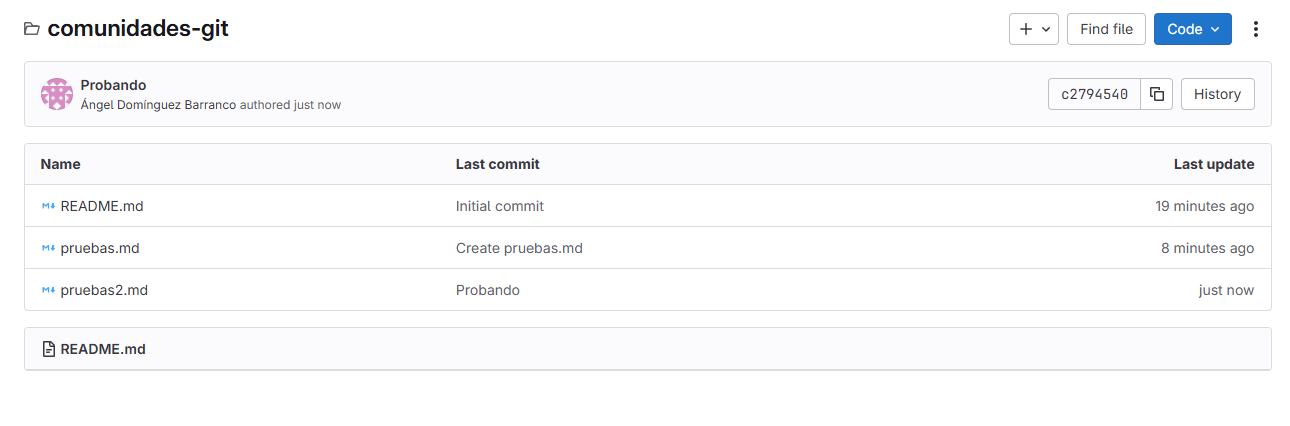 comunidades-git
Find file
Code
Probando
Ángel Domínguez Barranco authored just now
c2794540
History
Name Last commit Last update
README.md Initial commit 19 minutes ago
pruebas.md Create pruebas.md 8 minutes ago
pruebas2.md Probando just now
README.md